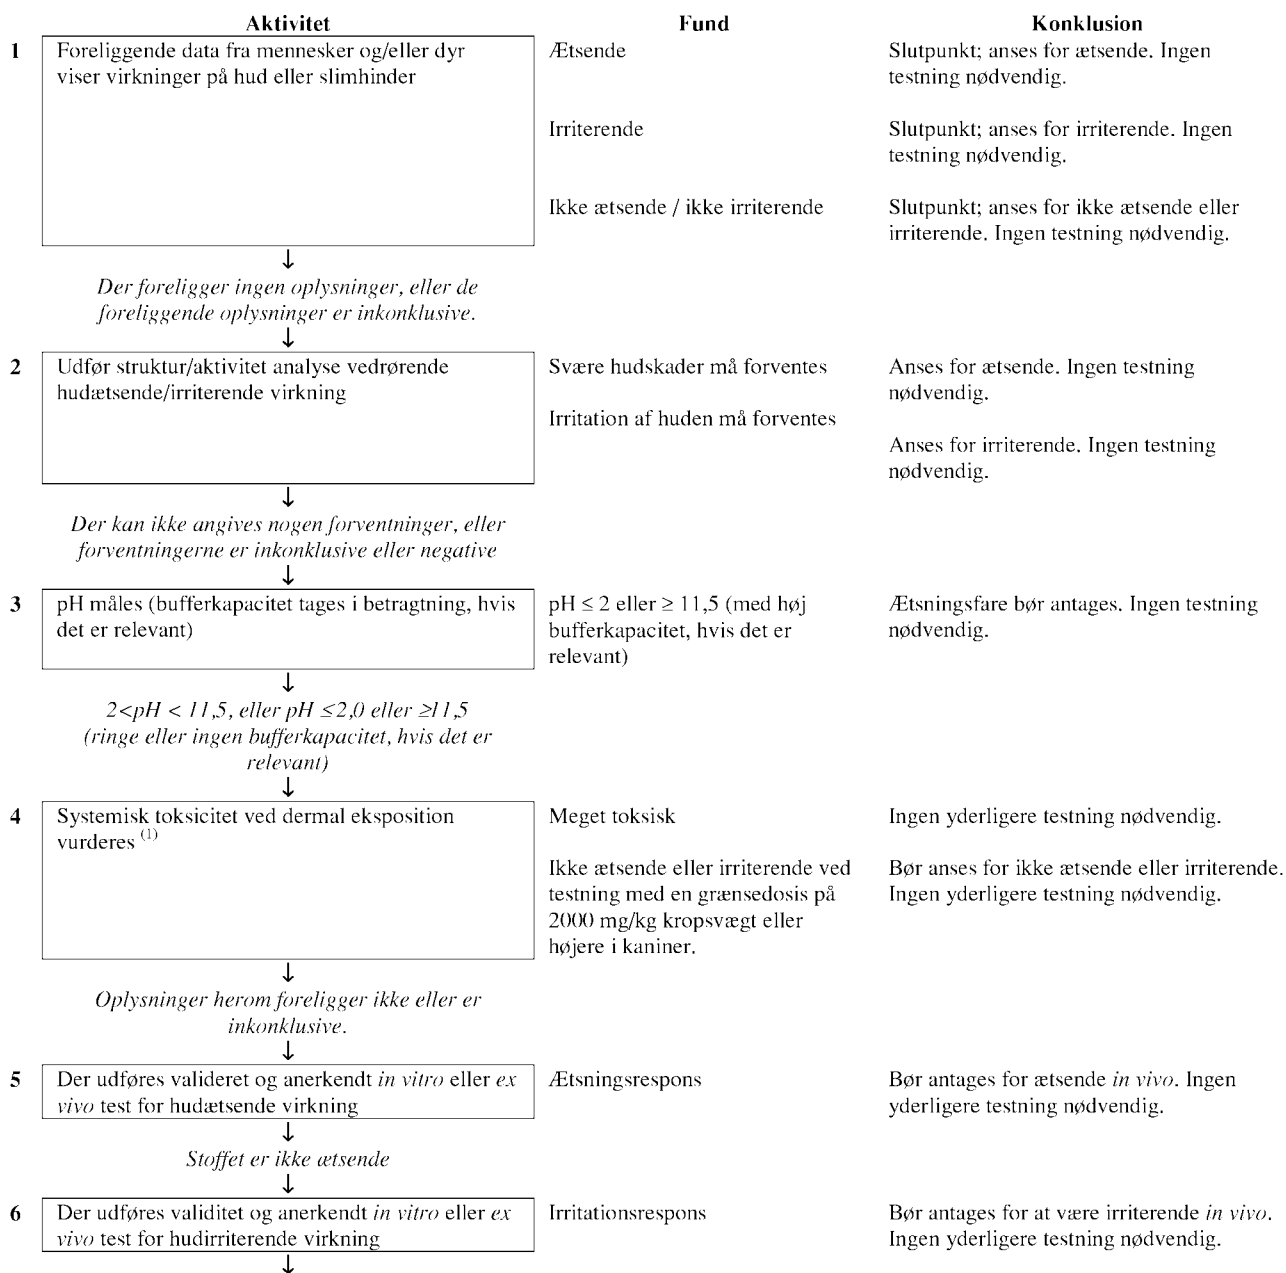 Aktivitet Fund Konklusion
1 Foreliggende data fra mennesker og/eller dyr Ætsende Slutpunkt; anses for ætsende. Ingen
viser virkninger på hud eller slimhinder testning nødvendig.
Irriterende Slutpunkt; anses for irriterende. Ingen
testning nødvendig.
Ikke ætsende / ikke irriterende Slutpunkt; anses for ikke ætsende eller
irriterende. Ingen testning nødvendig.
↓
Der foreligger ingen oplysninger, eller de
foreliggende oplysninger er inkonklusive.
↓
2 Udfør struktur/aktivitet analyse vedrørende Svære hudskader må forventes Anses for ætsende. Ingen testning
hudætsende/irriterende virkning nødvendig.
Irritation af huden må forventes
Anses for irriterende. Ingen testning
nødvendig.
↓
Der kan ikke angives nogen forventninger, eller
forventningerne er inkonklusive eller negative
↓
3 pH måles (bufferkapacitet tages i betragtning, hvis pH ≤ 2 eller ≥ 11,5 (med høj Ætsningsfare bør antages. Ingen testning
det er relevant) bufferkapacitet, hvis det er nødvendig.
relevant)
↓
2<pH < 11,5, eller pH ≤2,0 eller ≥11,5
(ringe eller ingen bufferkapacitet, hvis det er
relevant)
↓
4 Systemisk toksicitet ved dermal eksposition Meget toksisk Ingen yderligere testning nødvendig.
vurderes (1)
Ikke ætsende eller irriterende ved Bør anses for ikke ætsende eller irriterende.
testning med en grænsedosis på Ingen yderligere testning nødvendig.
2000 mg/kg kropsvægt eller
højere i kaniner.
↓
Oplysninger herom foreligger ikke eller er
inkonklusive.
↓
5 Der udføres valideret og anerkendt in vitro eller ex Ætsningsrespons Bør antages for ætsende in vivo. Ingen
vivo test for hudætsende virkning yderligere testning nødvendig.
↓
Stoffet er ikke ætsende
↓
6 Der udføres validitet og anerkendt in vitro eller ex Irritationsrespons Bør antages for at være irriterende in vivo.
vivo test for hudirriterende virkning Ingen yderligere testning nødvendig.
↓